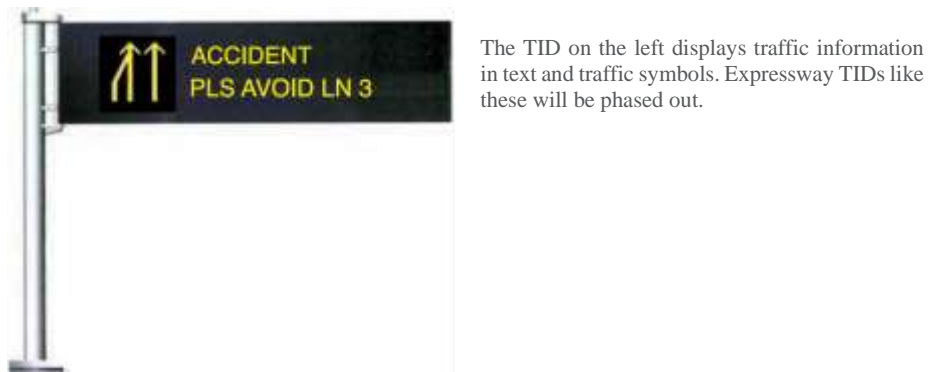 ACCIDENT
PLS AVOID LN 3
The TID on the left displays traffic information
in text and traffic symbols. Expressway TIDs like
these will be phased out.